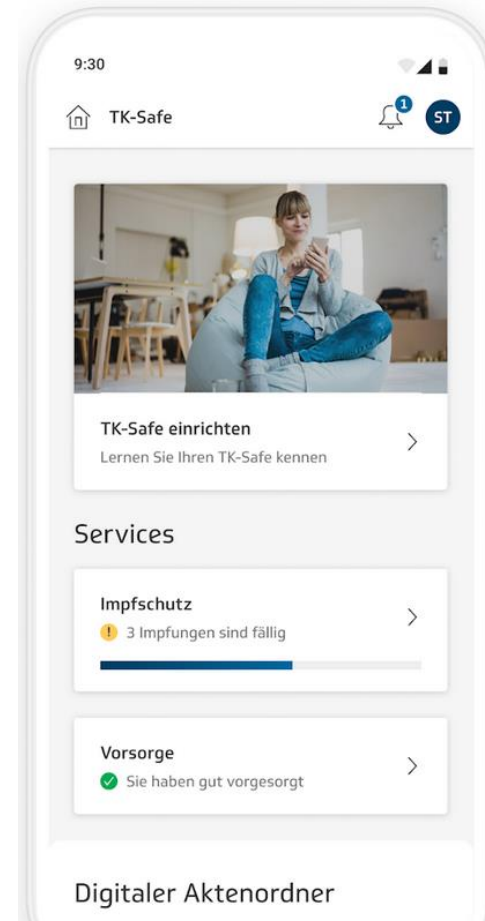 9:30
TK-Safe
1
ST
TK-Safe einrichten
Lernen Sie Ihren TK-Safe kennen
Services
Impfschutz
! 3 Impfungen sind fällig
Vorsorge
Sie haben gut vorgesorgt
Digitaler Aktenordner